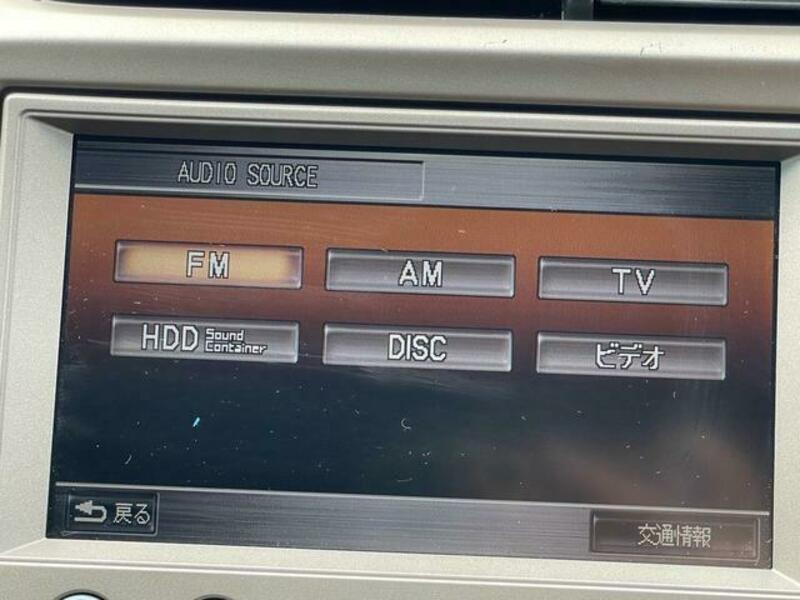 AUDIO SOURCE
FM AM TV
HDD Sound Container DISC ビデオ
戻る 交通情報